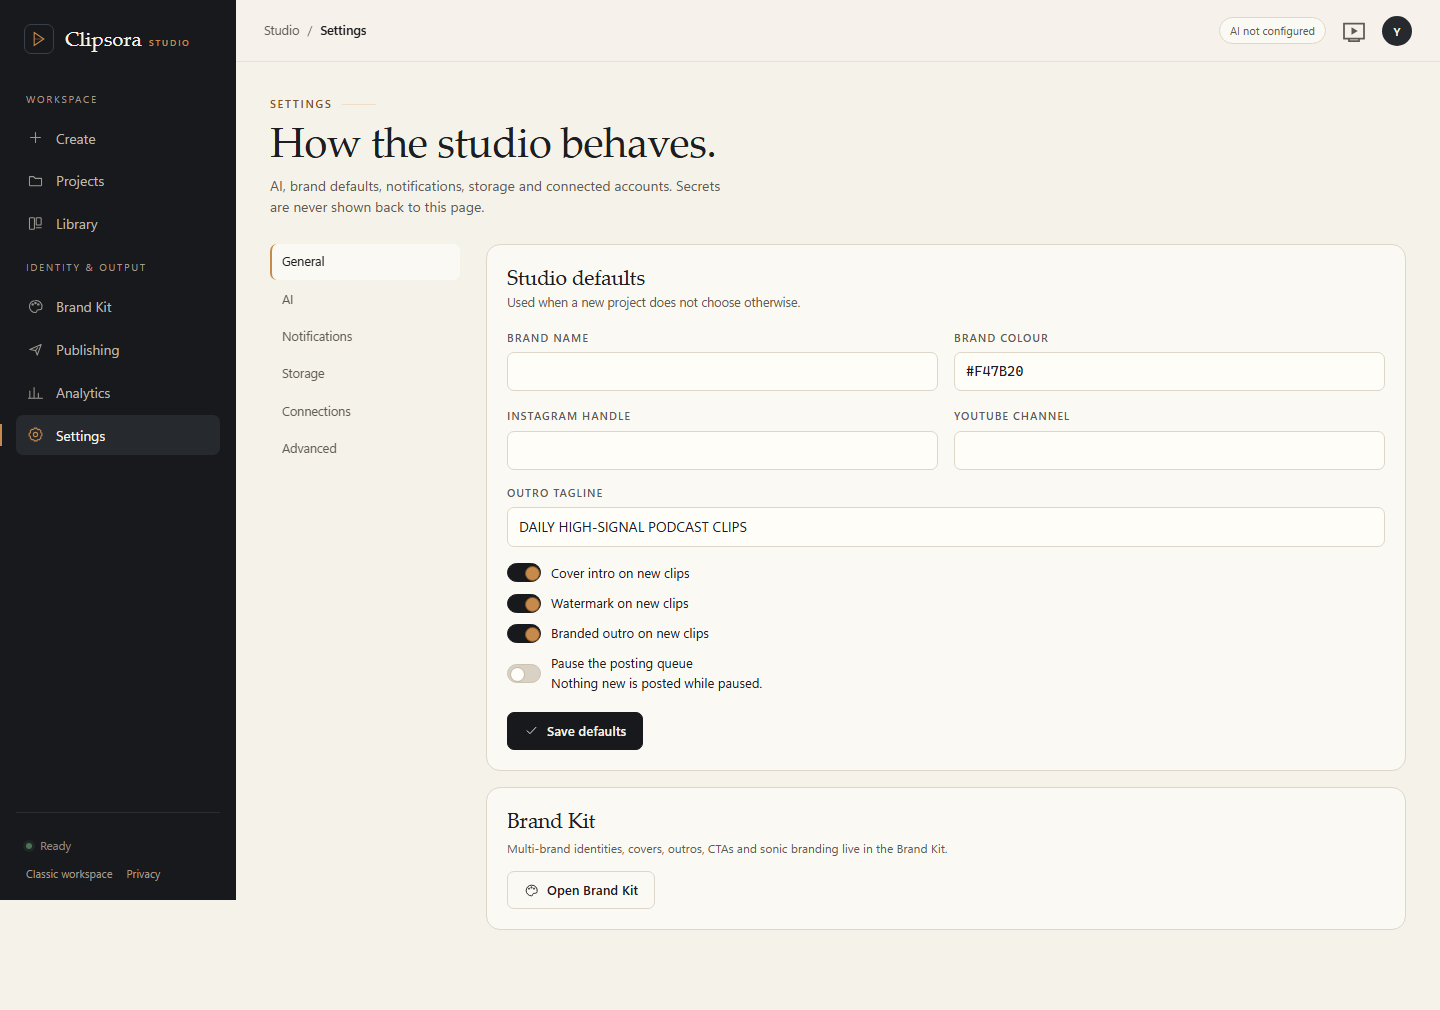 Clipsora STUDIO
WORKSPACE
Create
Projects
Library
IDENTITY & OUTPUT
Brand Kit
Publishing
Analytics
Settings
Ready
Classic workspace Privacy
Studio / Settings
AI not configured
Y
SETTINGS
How the studio behaves.
AI, brand defaults, notifications, storage and connected accounts. Secrets
are never shown back to this page.
General
AI
Notifications
Storage
Connections
Advanced
Studio defaults
Used when a new project does not choose otherwise.
BRAND NAME
BRAND COLOUR
#F47B20
INSTAGRAM HANDLE
YOUTUBE CHANNEL
OUTRO TAGLINE
DAILY HIGH-SIGNAL PODCAST CLIPS
Cover intro on new clips
Watermark on new clips
Branded outro on new clips
Pause the posting queue
Nothing new is posted while paused.
Save defaults
Brand Kit
Multi-brand identities, covers, outros, CTAs and sonic branding live in the Brand Kit.
Open Brand Kit